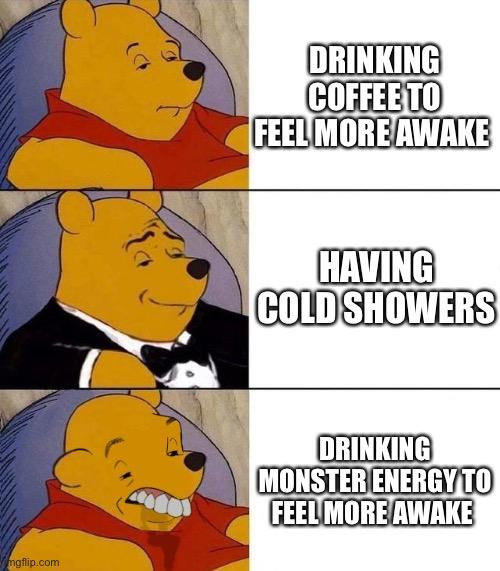 DRINKING
COFFEE TO
FEEL MORE AWAKE
HAVING
COLD SHOWERS
DRINKING
MONSTER ENERGY TO
FEEL MORE AWAKE
imgflip.com